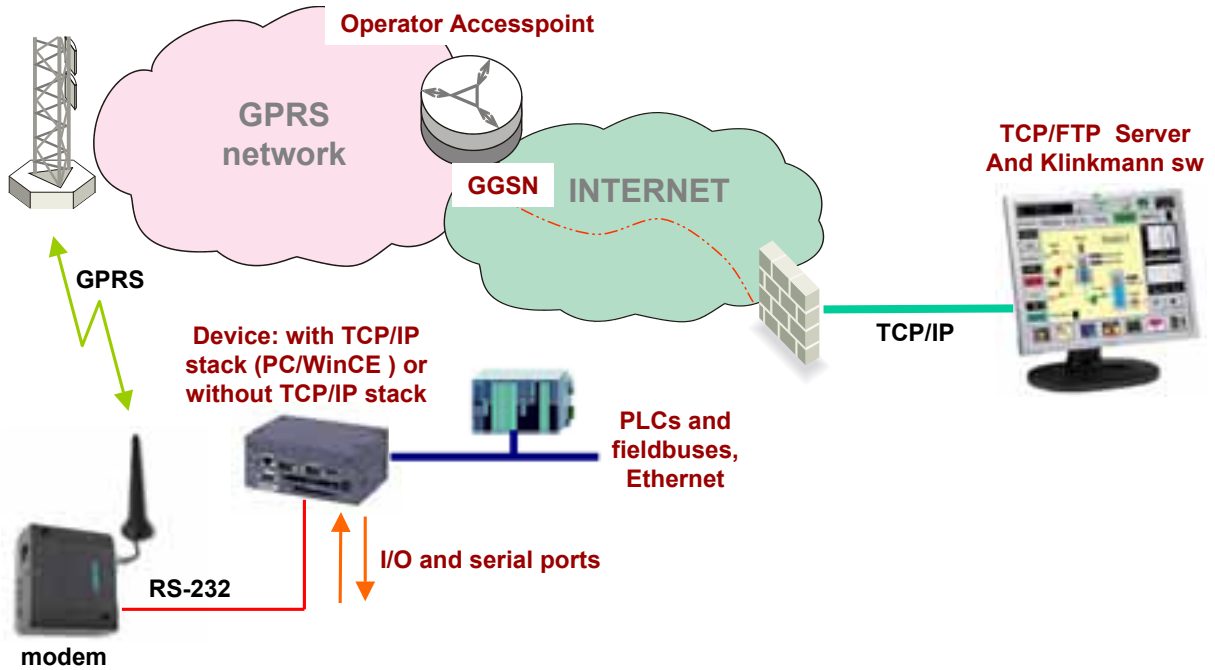 Operator Accesspoint
GPRS
network
GGSN
INTERNET
TCP/FTP Server
And Klinkmann sw
GPRS
TCP/IP
Device: with TCP/IP
stack (PC/WinCE ) or
without TCP/IP stack
PLCs and
fieldbuses,
Ethernet
I/O and serial ports
RS-232
modem